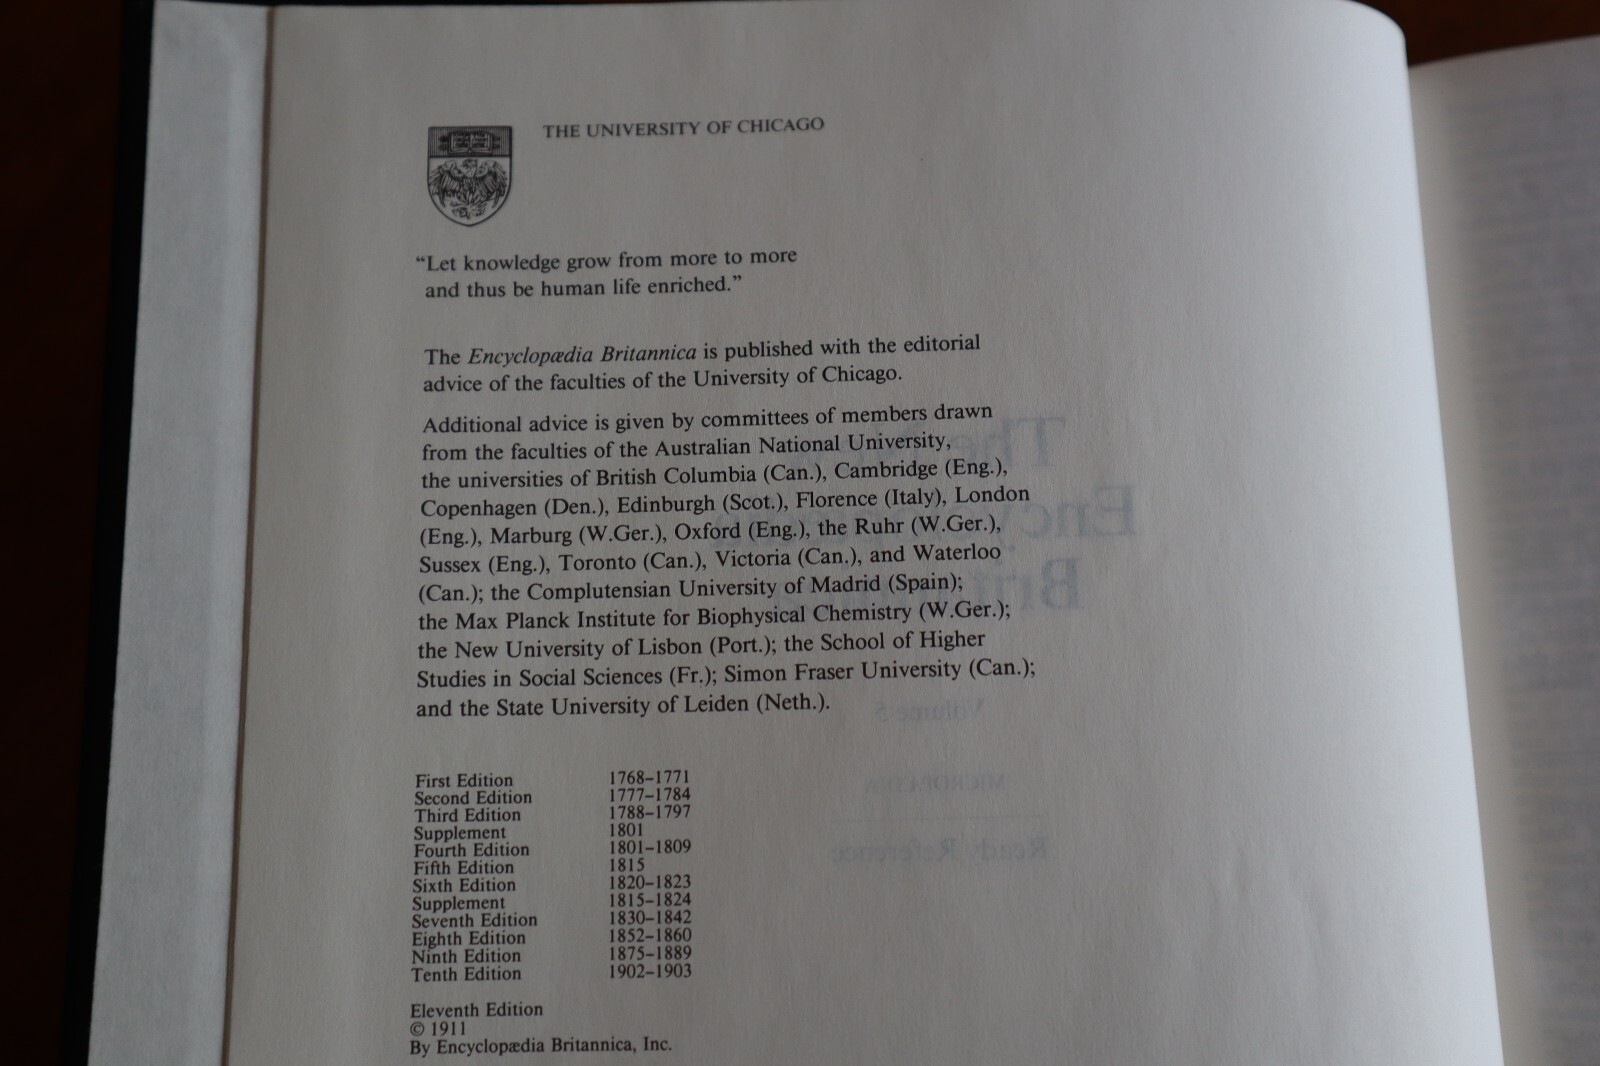 THE UNIVERSITY OF CHICAGO
“Let knowledge grow from more to more
and thus be human life enriched.”
The Encyclopædia Britannica is published with the editorial
advice of the faculties of the University of Chicago.
Additional advice is given by committees of members drawn
from the faculties of the Australian National University,
the universities of British Columbia (Can.), Cambridge (Eng.),
Copenhagen (Den.), Edinburgh (Scot.), Florence (Italy), London
(Eng.), Marburg (W.Ger.), Oxford (Eng.), the Ruhr (W.Ger.),
Sussex (Eng.), Toronto (Can.), Victoria (Can.), and Waterloo
(Can.); the Complutensian University of Madrid (Spain);
the Max Planck Institute for Biophysical Chemistry (W.Ger.);
the New University of Lisbon (Port.); the School of Higher
Studies in Social Sciences (Fr.); Simon Fraser University (Can.);
and the State University of Leiden (Neth.).
First Edition 1768–1771
Second Edition 1777–1784
Third Edition 1788–1797
Supplement 1801
Fourth Edition 1801–1809
Fifth Edition 1815
Sixth Edition 1820–1823
Supplement 1815–1824
Seventh Edition 1830–1842
Eighth Edition 1852–1860
Ninth Edition 1875–1889
Tenth Edition 1902–1903
Eleventh Edition
© 1911
By Encyclopædia Britannica, Inc.